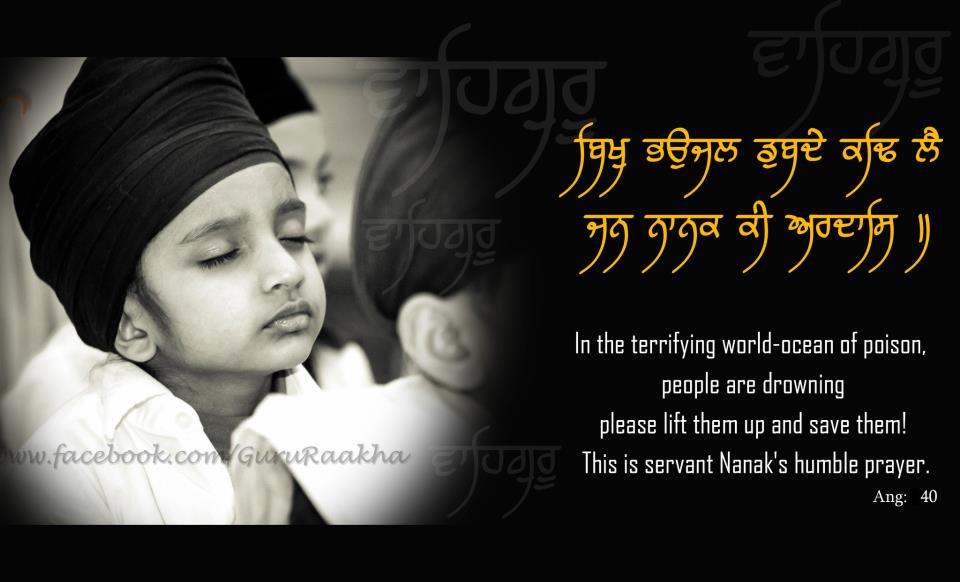 ਵਾਹਿਗੁਰੂ
ਵਾਹਿਗੁਰੂ
ਬਿਖੁ ਭਉਜਲ ਡੁਬਦੇ ਕਢਿ ਲੈ
ਜਨ ਨਾਨਕ ਕੀ ਅਰਦਾਸਿ ॥
ਵਾਹਿਗੁਰੂ
In the terrifying world-ocean of poison,
people are drowning
please lift them up and save them!
www.facebook.com/GuruRaakha
ਵਾਹਿਗੁਰੂ
This is servant Nanak's humble prayer.
Ang: 40